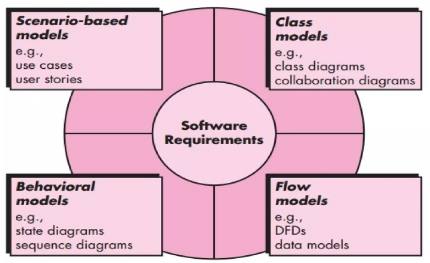 Scenario-based
models
e.g.,
use cases
user stories
Class
models
e.g.,
class diagrams
collaboration diagrams
Software
Requirements
Behavioral
models
e.g.,
state diagrams
sequence diagrams
Flow
models
e.g.,
DFDs
data models